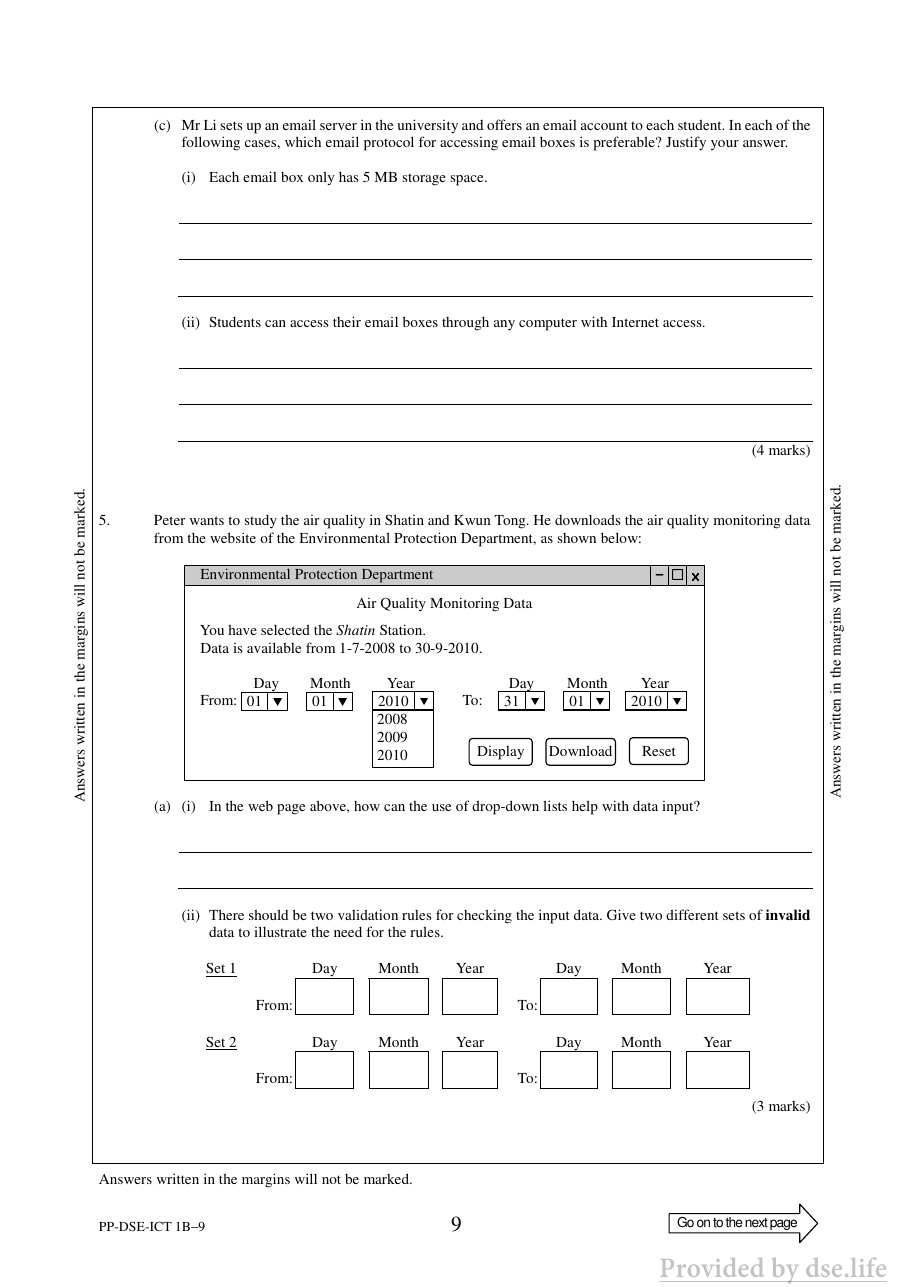 (c) Mr Li sets up an email server in the university and offers an email account to each student. In each of the
following cases, which email protocol for accessing email boxes is preferable? Justify your answer.
(i) Each email box only has 5 MB storage space.
(ii) Students can access their email boxes through any computer with Internet access.
(4 marks)
Answers written in the margins will not be marked.
Answers written in the margins will not be marked.
5. Peter wants to study the air quality in Shatin and Kwun Tong. He downloads the air quality monitoring data
from the website of the Environmental Protection Department, as shown below:
Environmental Protection Department
Air Quality Monitoring Data
You have selected the Shatin Station.
Data is available from 1-7-2008 to 30-9-2010.
Day Month Year Day Month Year
From: 01 01 2010 To: 31 01 2010
2008
2009
2010
Display Download Reset
(a) (i) In the web page above, how can the use of drop-down lists help with data input?
(ii) There should be two validation rules for checking the input data. Give two different sets of invalid
data to illustrate the need for the rules.
Set 1 Day Month Year Day Month Year
From: To:
Set 2 Day Month Year Day Month Year
From: To:
(3 marks)
Answers written in the margins will not be marked.
PP-DSE-ICT 1B–9
9
Go on to the next page
Provided by dse.life